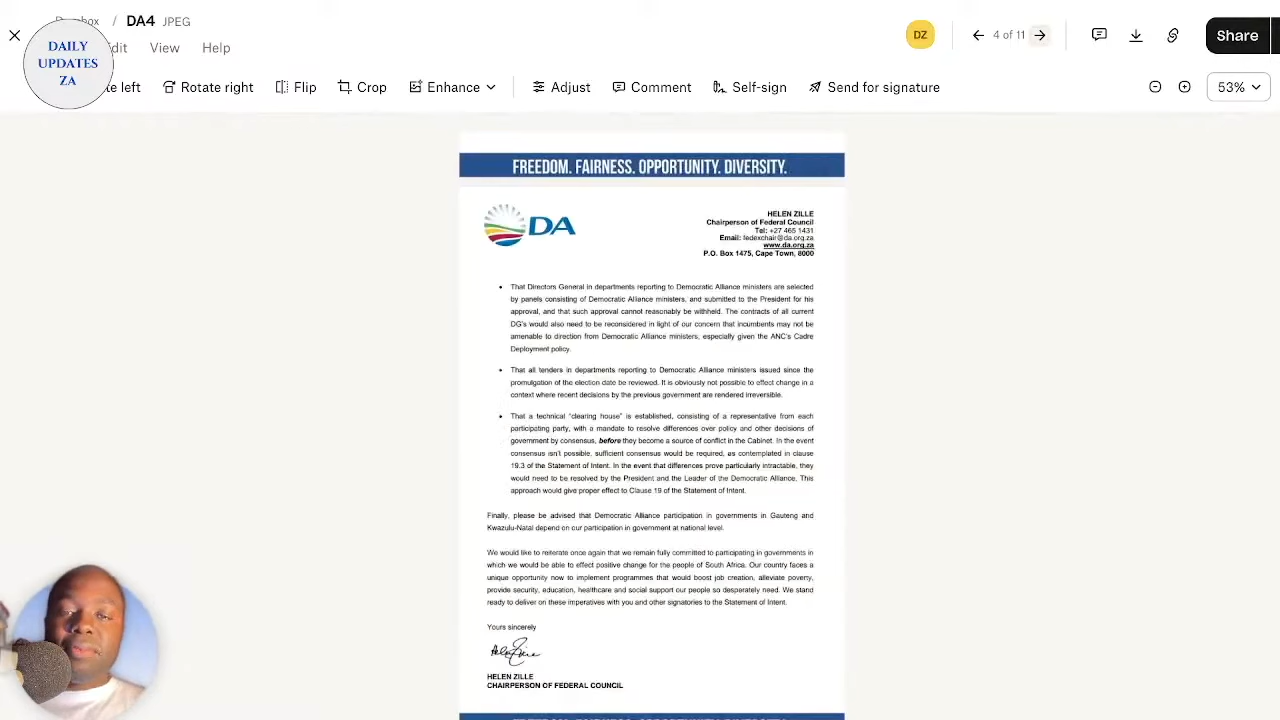 DA4 JPEG
DZ
4 of 11
Share
DAILY
UPDATES
ZA
View
Help
Rotate right
Flip
Crop
Enhance
Adjust
Comment
Self-sign
Send for signature
53%
FREEDOM. FAIRNESS. OPPORTUNITY. DIVERSITY.
DA
HELEN ZILLE
Chairperson of Federal Council
Tel: +27 465 1431
Email: fedexchair@da.org.za
www.da.org.za
P.O. Box 1475, Cape Town, 8000
• That Directors General in departments reporting to Democratic Alliance ministers are selected
by panels consisting of Democratic Alliance ministers, and submitted to the President for his
approval, and that such approval cannot reasonably be withheld. The contracts of all current
DG's would also need to be reconsidered in light of our concern that incumbents may not be
amenable to direction from Democratic Alliance ministers, especially given the ANC's Cadre
Deployment policy.
• That all tenders in departments reporting to Democratic Alliance ministers issued since the
promulgation of the election date be reviewed. It is obviously not possible to effect change in a
context where recent decisions by the previous government are rendered irreversible.
• That a technical "clearing house" is established, consisting of a representative from each
participating party, with a mandate to resolve differences over policy and other decisions of
government by consensus, before they become a source of conflict in the Cabinet. In the event
consensus isn't possible, sufficient consensus would be required, as contemplated in clause
19.3 of the Statement of Intent. In the event that differences prove particularly intractable, they
would need to be resolved by the President and the Leader of the Democratic Alliance. This
approach would give proper effect to Clause 19 of the Statement of Intent.
Finally, please be advised that Democratic Alliance participation in governments in Gauteng and
Kwazulu-Natal depend on our participation in government at national level.
We would like to reiterate once again that we remain fully committed to participating in governments in
which we would be able to effect positive change for the people of South Africa. Our country faces a
unique opportunity now to implement programmes that would boost job creation, alleviate poverty,
provide security, education, healthcare and social support our people so desperately need. We stand
ready to deliver on these imperatives with you and other signatories to the Statement of Intent.
Yours sincerely
HELEN ZILLE
CHAIRPERSON OF FEDERAL COUNCIL